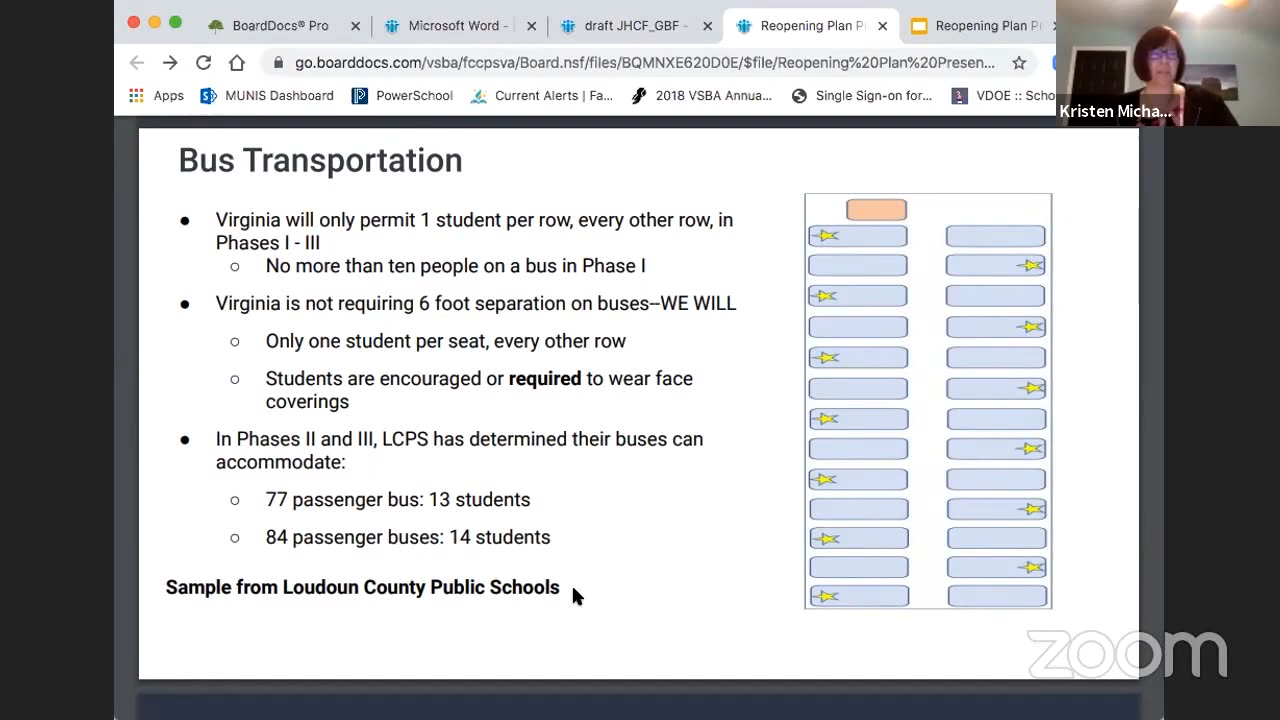 BoardDocs® Pro
Microsoft Word -
draft JHCF_GBF -
Reopening Plan P
Reopening Plan P
go.boarddocs.com/vsba/fccpsva/Board.nsf/files/BQMNXE620D0E/$file/Reopening%20Plan%20Presen...
Apps
MUNIS Dashboard
PowerSchool
Current Alerts | Fa...
2018 VSBA Annua...
Single Sign-on for...
VDOE :: Scho
Kristen Micha...
Bus Transportation
● Virginia will only permit 1 student per row, every other row, in
Phases I - III
○ No more than ten people on a bus in Phase I
● Virginia is not requiring 6 foot separation on buses--WE WILL
○ Only one student per seat, every other row
○ Students are encouraged or required to wear face
coverings
● In Phases II and III, LCPS has determined their buses can
accommodate:
○ 77 passenger bus: 13 students
○ 84 passenger buses: 14 students
Sample from Loudoun County Public Schools
zoom